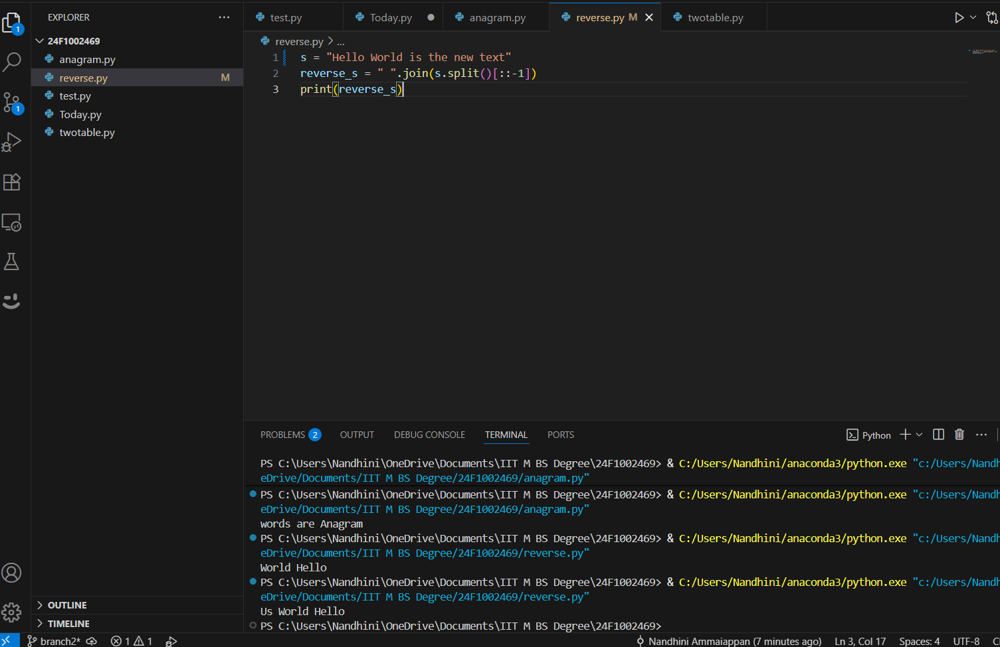 EXPLORER
24F1002469
anagram.py
reverse.py M
test.py
Today.py
twotable.py
OUTLINE
TIMELINE
1
1
test.py Today.py anagram.py reverse.py M twotable.py
reverse.py > ...
1 s = "Hello World is the new text"
2 reverse_s = " ".join(s.split()[::-1])
3 print(reverse_s)
PROBLEMS 2 OUTPUT DEBUG CONSOLE TERMINAL PORTS
Python
PS C:\Users\Nandhini\OneDrive\Documents\IIT M BS Degree\24F1002469> & C:/Users/Nandhini/anaconda3/python.exe "c:/Users/Nandh
eDrive/Documents/IIT M BS Degree/24F1002469/anagram.py"
PS C:\Users\Nandhini\OneDrive\Documents\IIT M BS Degree\24F1002469> & C:/Users/Nandhini/anaconda3/python.exe "c:/Users/Nandh
eDrive/Documents/IIT M BS Degree/24F1002469/anagram.py"
words are Anagram
PS C:\Users\Nandhini\OneDrive\Documents\IIT M BS Degree\24F1002469> & C:/Users/Nandhini/anaconda3/python.exe "c:/Users/Nandh
eDrive/Documents/IIT M BS Degree/24F1002469/reverse.py"
World Hello
PS C:\Users\Nandhini\OneDrive\Documents\IIT M BS Degree\24F1002469> & C:/Users/Nandhini/anaconda3/python.exe "c:/Users/Nandh
eDrive/Documents/IIT M BS Degree/24F1002469/reverse.py"
Us World Hello
PS C:\Users\Nandhini\OneDrive\Documents\IIT M BS Degree\24F1002469>
branch2* 1 1 Nandhini Ammaiappan (7 minutes ago) Ln 3, Col 17 Spaces: 4 UTF-8